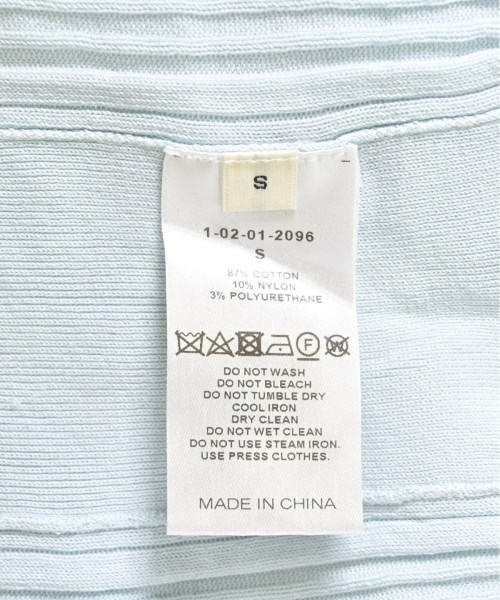 S
1-02-01-2096
S
87% COTTON
10% NYLON
3% POLYURETHANE
F W
DO NOT WASH
DO NOT BLEACH
DO NOT TUMBLE DRY
COOL IRON
DRY CLEAN
DO NOT WET CLEAN
DO NOT USE STEAM IRON.
USE PRESS CLOTHES.
MADE IN CHINA